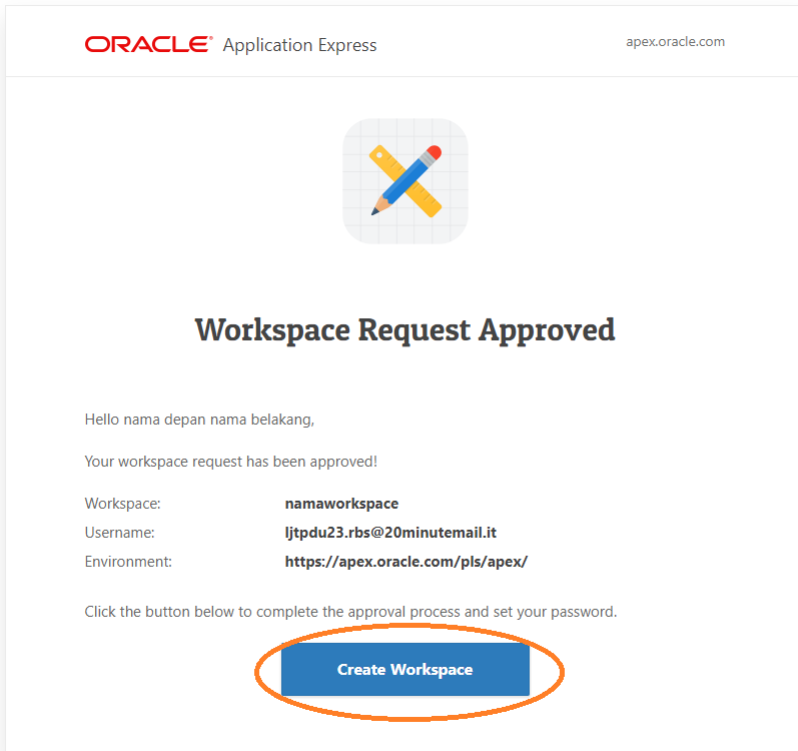 ORACLE® Application Express
apex.oracle.com
Workspace Request Approved
Hello nama depan nama belakang,
Your workspace request has been approved!
Workspace: namaworkspace
Username: ljtpdu23.rbs@20minutemail.it
Environment: https://apex.oracle.com/pls/apex/
Click the button below to complete the approval process and set your password.
Create Workspace